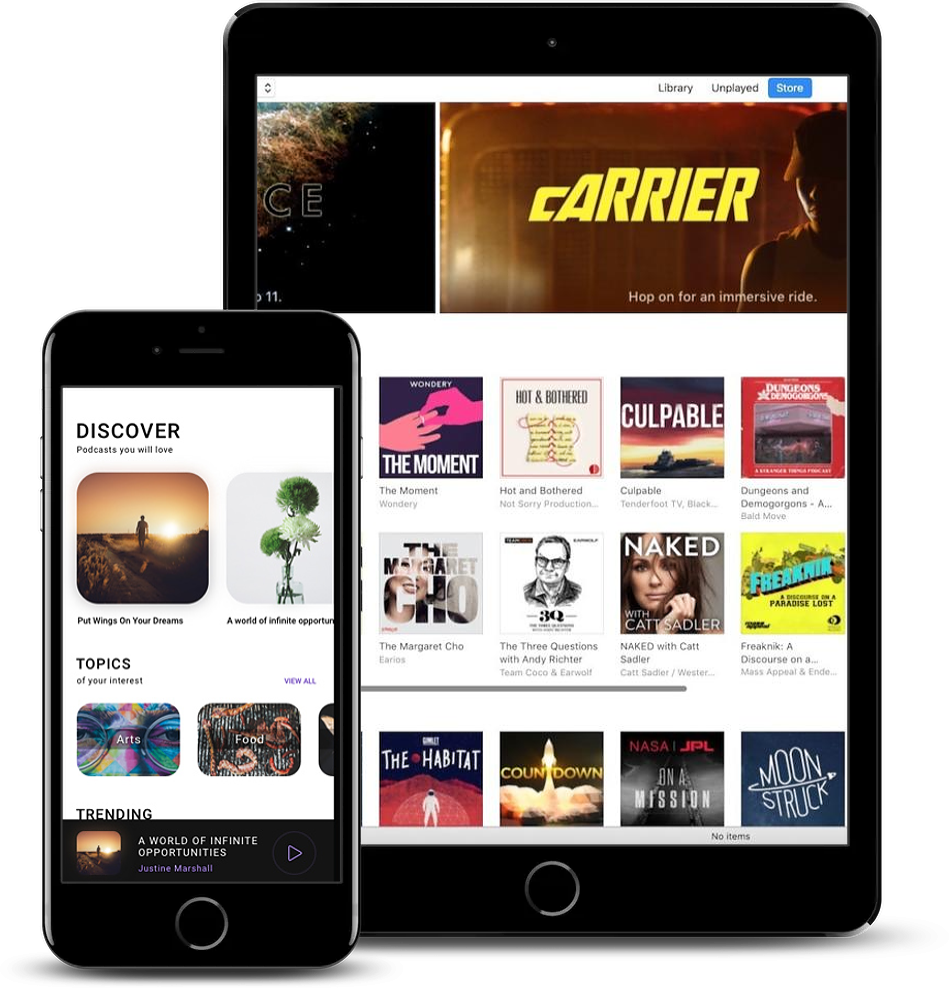 Library Unplayed Store
CE
CARRIER
o 11.
Hop on for an immersive ride.
WONDERY
THE MOMENT
HOT & BOTHERED
CULPABLE
DUNGEONS
& DEMOGORGONS
A STRANGER THINGS PODCAST
The Moment
Wondery
Hot and Bothered
Not Sorry Production...
Culpable
Tenderfoot TV, Black...
Dungeons and
Demogorgons - A...
Bald Move
THE
MARGARET
CHO
EARWOLF
3Q
THE THREE QUESTIONS
NAKED
WITH
CATT SADLER
FREAKNIK
A DISCOURSE ON A
PARADISE LOST
The Margaret Cho
Earios
The Three Questions
with Andy Richter
Team Coco & Earwolf
NAKED with Catt
Sadler
Catt Sadler / Wester...
Freaknik: A
Discourse on a...
Mass Appeal & Ende...
GIMLET
THE HABITAT
COUNTDOWN
NASA | JPL
ON A
MISSION
MOON
STRUCK
No items
DISCOVER
Podcasts you will love
Put Wings On Your Dreams
A world of infinite opportun
TOPICS
of your interest
VIEW ALL
Arts
Food
TRENDING
A WORLD OF INFINITE
OPPORTUNITIES
Justine Marshall